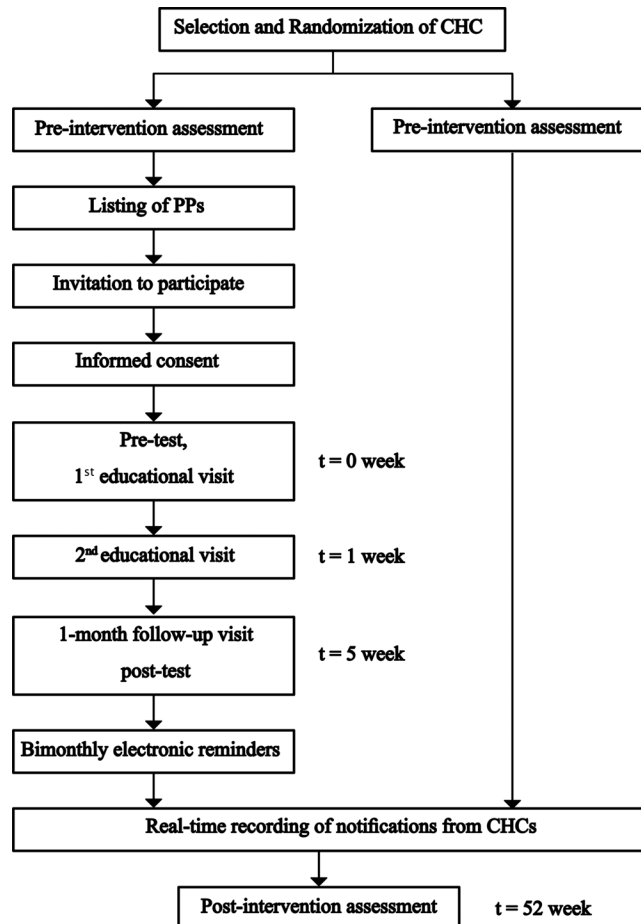 Selection and Randomization of CHC
Pre-intervention assessment
Pre-intervention assessment
Listing of PPs
Invitation to participate
Informed consent
Pre-test,
1st educational visit
t = 0 week
2nd educational visit
t = 1 week
1-month follow-up visit
post-test
t = 5 week
Bimonthly electronic reminders
Real-time recording of notifications from CHCs
Post-intervention assessment
t = 52 week